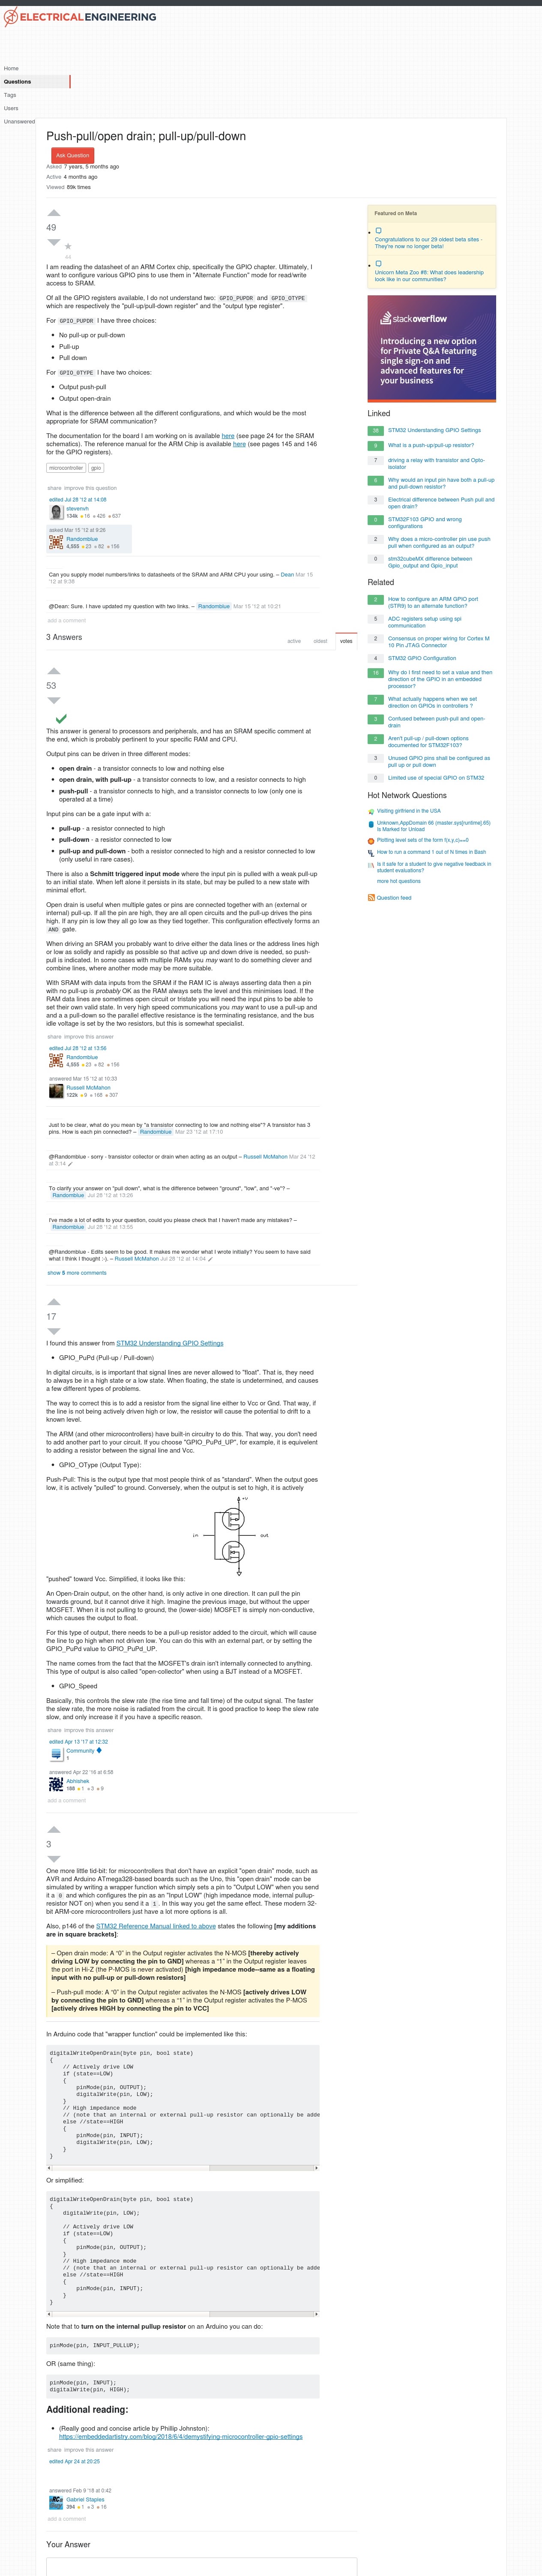 ELECTRICALENGINEERING
Home
Questions
Tags
Users
Unanswered
Push-pull/open drain; pull-up/pull-down
Ask Question
Asked 7 years, 5 months ago
Active 4 months ago
Viewed 89k times
49
44
I am reading the datasheet of an ARM Cortex chip, specifically the GPIO chapter. Ultimately, I
want to configure various GPIO pins to use them in "Alternate Function" mode for read/write
access to SRAM.
Of all the GPIO registers available, I do not understand two: GPIO_PUPDR and GPIO_OTYPE
which are respectively the "pull-up/pull-down register" and the "output type register".
For GPIO_PUPDR I have three choices:
• No pull-up or pull-down
• Pull-up
• Pull down
For GPIO_0TYPE I have two choices:
• Output push-pull
• Output open-drain
What is the difference between all the different configurations, and which would be the most
appropriate for SRAM communication?
The documentation for the board I am working on is available here (see page 24 for the SRAM
schematics). The reference manual for the ARM Chip is available here (see pages 145 and 146
for the GPIO registers).
microcontroller gpio
share improve this question
edited Jul 28 '12 at 14:08
stevenvh
134k 16 426 637
asked Mar 15 '12 at 9:26
Randomblue
4,555 23 82 156
Can you supply model numbers/links to datasheets of the SRAM and ARM CPU your using. – Dean Mar 15
'12 at 9:38
@Dean: Sure. I have updated my question with two links. – Randomblue Mar 15 '12 at 10:21
add a comment
3 Answers
active oldest votes
53
This answer is general to processors and peripherals, and has an SRAM specific comment at
the end, which is probably pertinent to your specific RAM and CPU.
Output pins can be driven in three different modes:
• open drain - a transistor connects to low and nothing else
• open drain, with pull-up - a transistor connects to low, and a resistor connects to high
• push-pull - a transistor connects to high, and a transistor connects to low (only one is
operated at a time)
Input pins can be a gate input with a:
• pull-up - a resistor connected to high
• pull-down - a resistor connected to low
• pull-up and pull-down - both a resistor connected to high and a resistor connected to low
(only useful in rare cases).
There is also a Schmitt triggered input mode where the input pin is pulled with a weak pull-
up to an initial state. When left alone it persists in its state, but may be pulled to a new state with
minimal effort.
Open drain is useful when multiple gates or pins are connected together with an (external or
internal) pull-up. If all the pin are high, they are all open circuits and the pull-up drives the pins
high. If any pin is low they all go low as they tied together. This configuration effectively forms an
AND gate.
When driving an SRAM you probably want to drive either the data lines or the address lines high
or low as solidly and rapidly as possible so that active up and down drive is needed, so push-
pull is indicated. In some cases with multiple RAMs you may want to do something clever and
combine lines, where another mode may be more suitable.
With SRAM with data inputs from the SRAM if the RAM IC is always asserting data then a pin
with no pull-up is probably OK as the RAM always sets the level and this minimises load. If the
RAM data lines are sometimes open circuit or tristate you will need the input pins to be able to
set their own valid state. In very high speed communications you may want to use a pull-up and
and a pull-down so the parallel effective resistance is the terminating resistance, and the bus
idle voltage is set by the two resistors, but this is somewhat specialist.
share improve this answer
edited Jul 28 '12 at 13:56
Randomblue
4,555 23 82 156
answered Mar 15 '12 at 10:33
Russell McMahon
122k 9 168 307
Just to be clear, what do you mean by "a transistor connecting to low and nothing else"? A transistor has 3
pins. How is each pin connected? – Randomblue Mar 23 '12 at 17:10
@Randomblue - sorry - transistor collector or drain when acting as an output – Russell McMahon Mar 24 '12
at 3:14
To clarify your answer on "pull down", what is the difference between "ground", "low", and "-ve"? –
Randomblue Jul 28 '12 at 13:26
I've made a lot of edits to your question, could you please check that I haven't made any mistakes? –
Randomblue Jul 28 '12 at 13:55
@Randomblue - Edits seem to be good. It makes me wonder what I wrote initially? You seem to have said
what I think I thought :-). – Russell McMahon Jul 28 '12 at 14:04
show 5 more comments
17
I found this answer from STM32 Understanding GPIO Settings
• GPIO_PuPd (Pull-up / Pull-down)
In digital circuits, is is important that signal lines are never allowed to "float". That is, they need
to always be in a high state or a low state. When floating, the state is undetermined, and causes
a few different types of problems.
The way to correct this is to add a resistor from the signal line either to Vcc or Gnd. That way, if
the line is not being actively driven high or low, the resistor will cause the potential to drift to a
known level.
The ARM (and other microcontrollers) have built-in circuitry to do this. That way, you don't need
to add another part to your circuit. If you choose "GPIO_PuPd_UP", for example, it is equivalent
to adding a resistor between the signal line and Vcc.
• GPIO_OType (Output Type):
Push-Pull: This is the output type that most people think of as "standard". When the output goes
low, it is actively "pulled" to ground. Conversely, when the output is set to high, it is actively
+U
in out
"pushed" toward Vcc. Simplified, it looks like this:
An Open-Drain output, on the other hand, is only active in one direction. It can pull the pin
towards ground, but it cannot drive it high. Imagine the previous image, but without the upper
MOSFET. When it is not pulling to ground, the (lower-side) MOSFET is simply non-conductive,
which causes the output to float.
For this type of output, there needs to be a pull-up resistor added to the circuit, which will cause
the line to go high when not driven low. You can do this with an external part, or by setting the
GPIO_PuPd value to GPIO_PuPd_UP.
The name comes from the fact that the MOSFET's drain isn't internally connected to anything.
This type of output is also called "open-collector" when using a BJT instead of a MOSFET.
• GPIO_Speed
Basically, this controls the slew rate (the rise time and fall time) of the output signal. The faster
the slew rate, the more noise is radiated from the circuit. It is good practice to keep the slew rate
slow, and only increase it if you have a specific reason.
share improve this answer
edited Apr 13 '17 at 12:32
Community
1
answered Apr 22 '16 at 6:58
Abhishek
188 1 3 9
add a comment
3
One more little tid-bit: for microcontrollers that don't have an explicit "open drain" mode, such as
AVR and Arduino ATmega328-based boards such as the Uno, this "open drain" mode can be
simulated by writing a wrapper function which simply sets a pin to "Output LOW" when you send
it a 0 and which configures the pin as an "Input LOW" (high impedance mode, internal pullup-
resistor NOT on) when you send it a 1. In this way you get the same effect. These modern 32-
bit ARM-core microcontrollers just have a lot more options is all.
Also, p146 of the STM32 Reference Manual linked to above states the following [my additions
are in square brackets]:
– Open drain mode: A "0" in the Output register activates the N-MOS [thereby actively
driving LOW by connecting the pin to GND] whereas a "1" in the Output register leaves
the port in Hi-Z (the P-MOS is never activated) [high impedance mode--same as a floating
input with no pull-up or pull-down resistors]
– Push-pull mode: A "0" in the Output register activates the N-MOS [actively drives LOW
by connecting the pin to GND] whereas a "1" in the Output register activates the P-MOS
[actively drives HIGH by connecting the pin to VCC]
In Arduino code that "wrapper function" could be implemented like this:
digitalWriteOpenDrain(byte pin, bool state)
{
// Actively drive LOW
if (state==LOW)
{
pinMode(pin, OUTPUT);
digitalWrite(pin, LOW);
}
// High impedance mode
// (note that an internal or external pull-up resistor can optionally be adde
else //state==HIGH
{
pinMode(pin, INPUT);
digitalWrite(pin, LOW);
}
}
Or simplified:
digitalWriteOpenDrain(byte pin, bool state)
{
digitalWrite(pin, LOW);
// Actively drive LOW
if (state==LOW)
{
pinMode(pin, OUTPUT);
}
// High impedance mode
// (note that an internal or external pull-up resistor can optionally be adde
else //state==HIGH
{
pinMode(pin, INPUT);
}
}
Note that to turn on the internal pullup resistor on an Arduino you can do:
pinMode(pin, INPUT_PULLUP);
OR (same thing):
pinMode(pin, INPUT);
digitalWrite(pin, HIGH);
Additional reading:
• (Really good and concise article by Phillip Johnston):
https://embeddedartistry.com/blog/2018/6/4/demystifying-microcontroller-gpio-settings
share improve this answer
edited Apr 24 at 20:25
answered Feb 9 '18 at 0:42
Gabriel Staples
394 1 3 16
add a comment
Your Answer
Featured on Meta
Congratulations to our 29 oldest beta sites -
They're now no longer beta!
Unicorn Meta Zoo #8: What does leadership
look like in our communities?
stackoverflow
Introducing a new option
for Private Q&A featuring
single sign-on and
advanced features for
your business
Linked
28 STM32 Understanding GPIO Settings
9 What is a push-up/pull-up resistor?
7 driving a relay with transistor and Opto-
isolator
6 Why would an input pin have both a pull-up
and pull-down resistor?
3 Electrical difference between Push pull and
open drain?
3 STM32F103 GPIO and wrong
configurations
2 Why does a micro-controller pin use push
pull when configured as an output?
0 stm32cubeMX difference between
Gpio_output and Gpio_input
Related
2 How to configure an ARM GPIO port
(STR9) to an alternate function?
5 ADC registers setup using spi
communication
2 Consensus on proper wiring for Cortex M
10 Pin JTAG Connector
4 STM32 GPIO Configuration
16 Why do I first need to set a value and then
direction of the GPIO in an embedded
processor?
7 What actually happens when we set
direction on GPIOs in controllers ?
3 Confused between push-pull and open-
drain
2 Aren't pull-up / pull-down options
documented for STM32F103?
3 Unused GPIO pins shall be configured as
pull up or pull down
0 Limited use of special GPIO on STM32
Hot Network Questions
Visiting girlfriend in the USA
Unknown,AppDomain 66 (master.sys[runtime].65)
Is Marked for Unload
Plotting level sets of the form f(x,y,c)==0
How to run a command 1 out of N times in Bash
Is it safe for a student to give negative feedback in
student evaluations?
more hot questions
Question feed